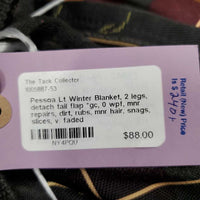 The Tack Collector
Pessoa Lt Winter Blanket, 2 legs,
detach tail flap *gc, 0 wpf, mnr
repairs, dirt, rubs, mnr hair, snags,
slices, v. faded
$88.00
NY4PQU
Retail (New) Price
is $240+